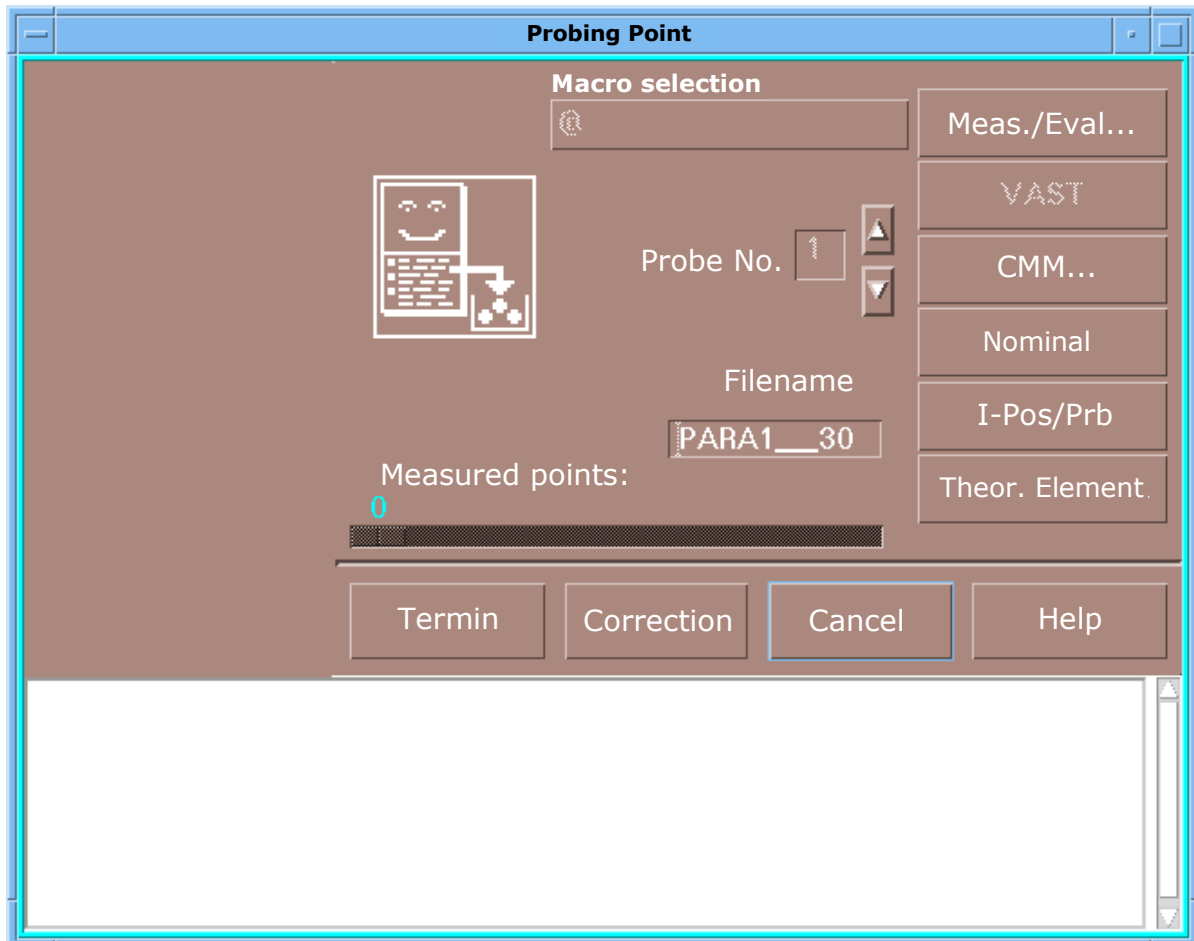 Probing Point
Macro selection
@
Meas./Eval...
VAST
Probe No. 1
CMM...
Nominal
Filename
I-Pos/Prb
PARA1___30
Measured points:
0
Theor. Element.
Termin
Correction
Cancel
Help